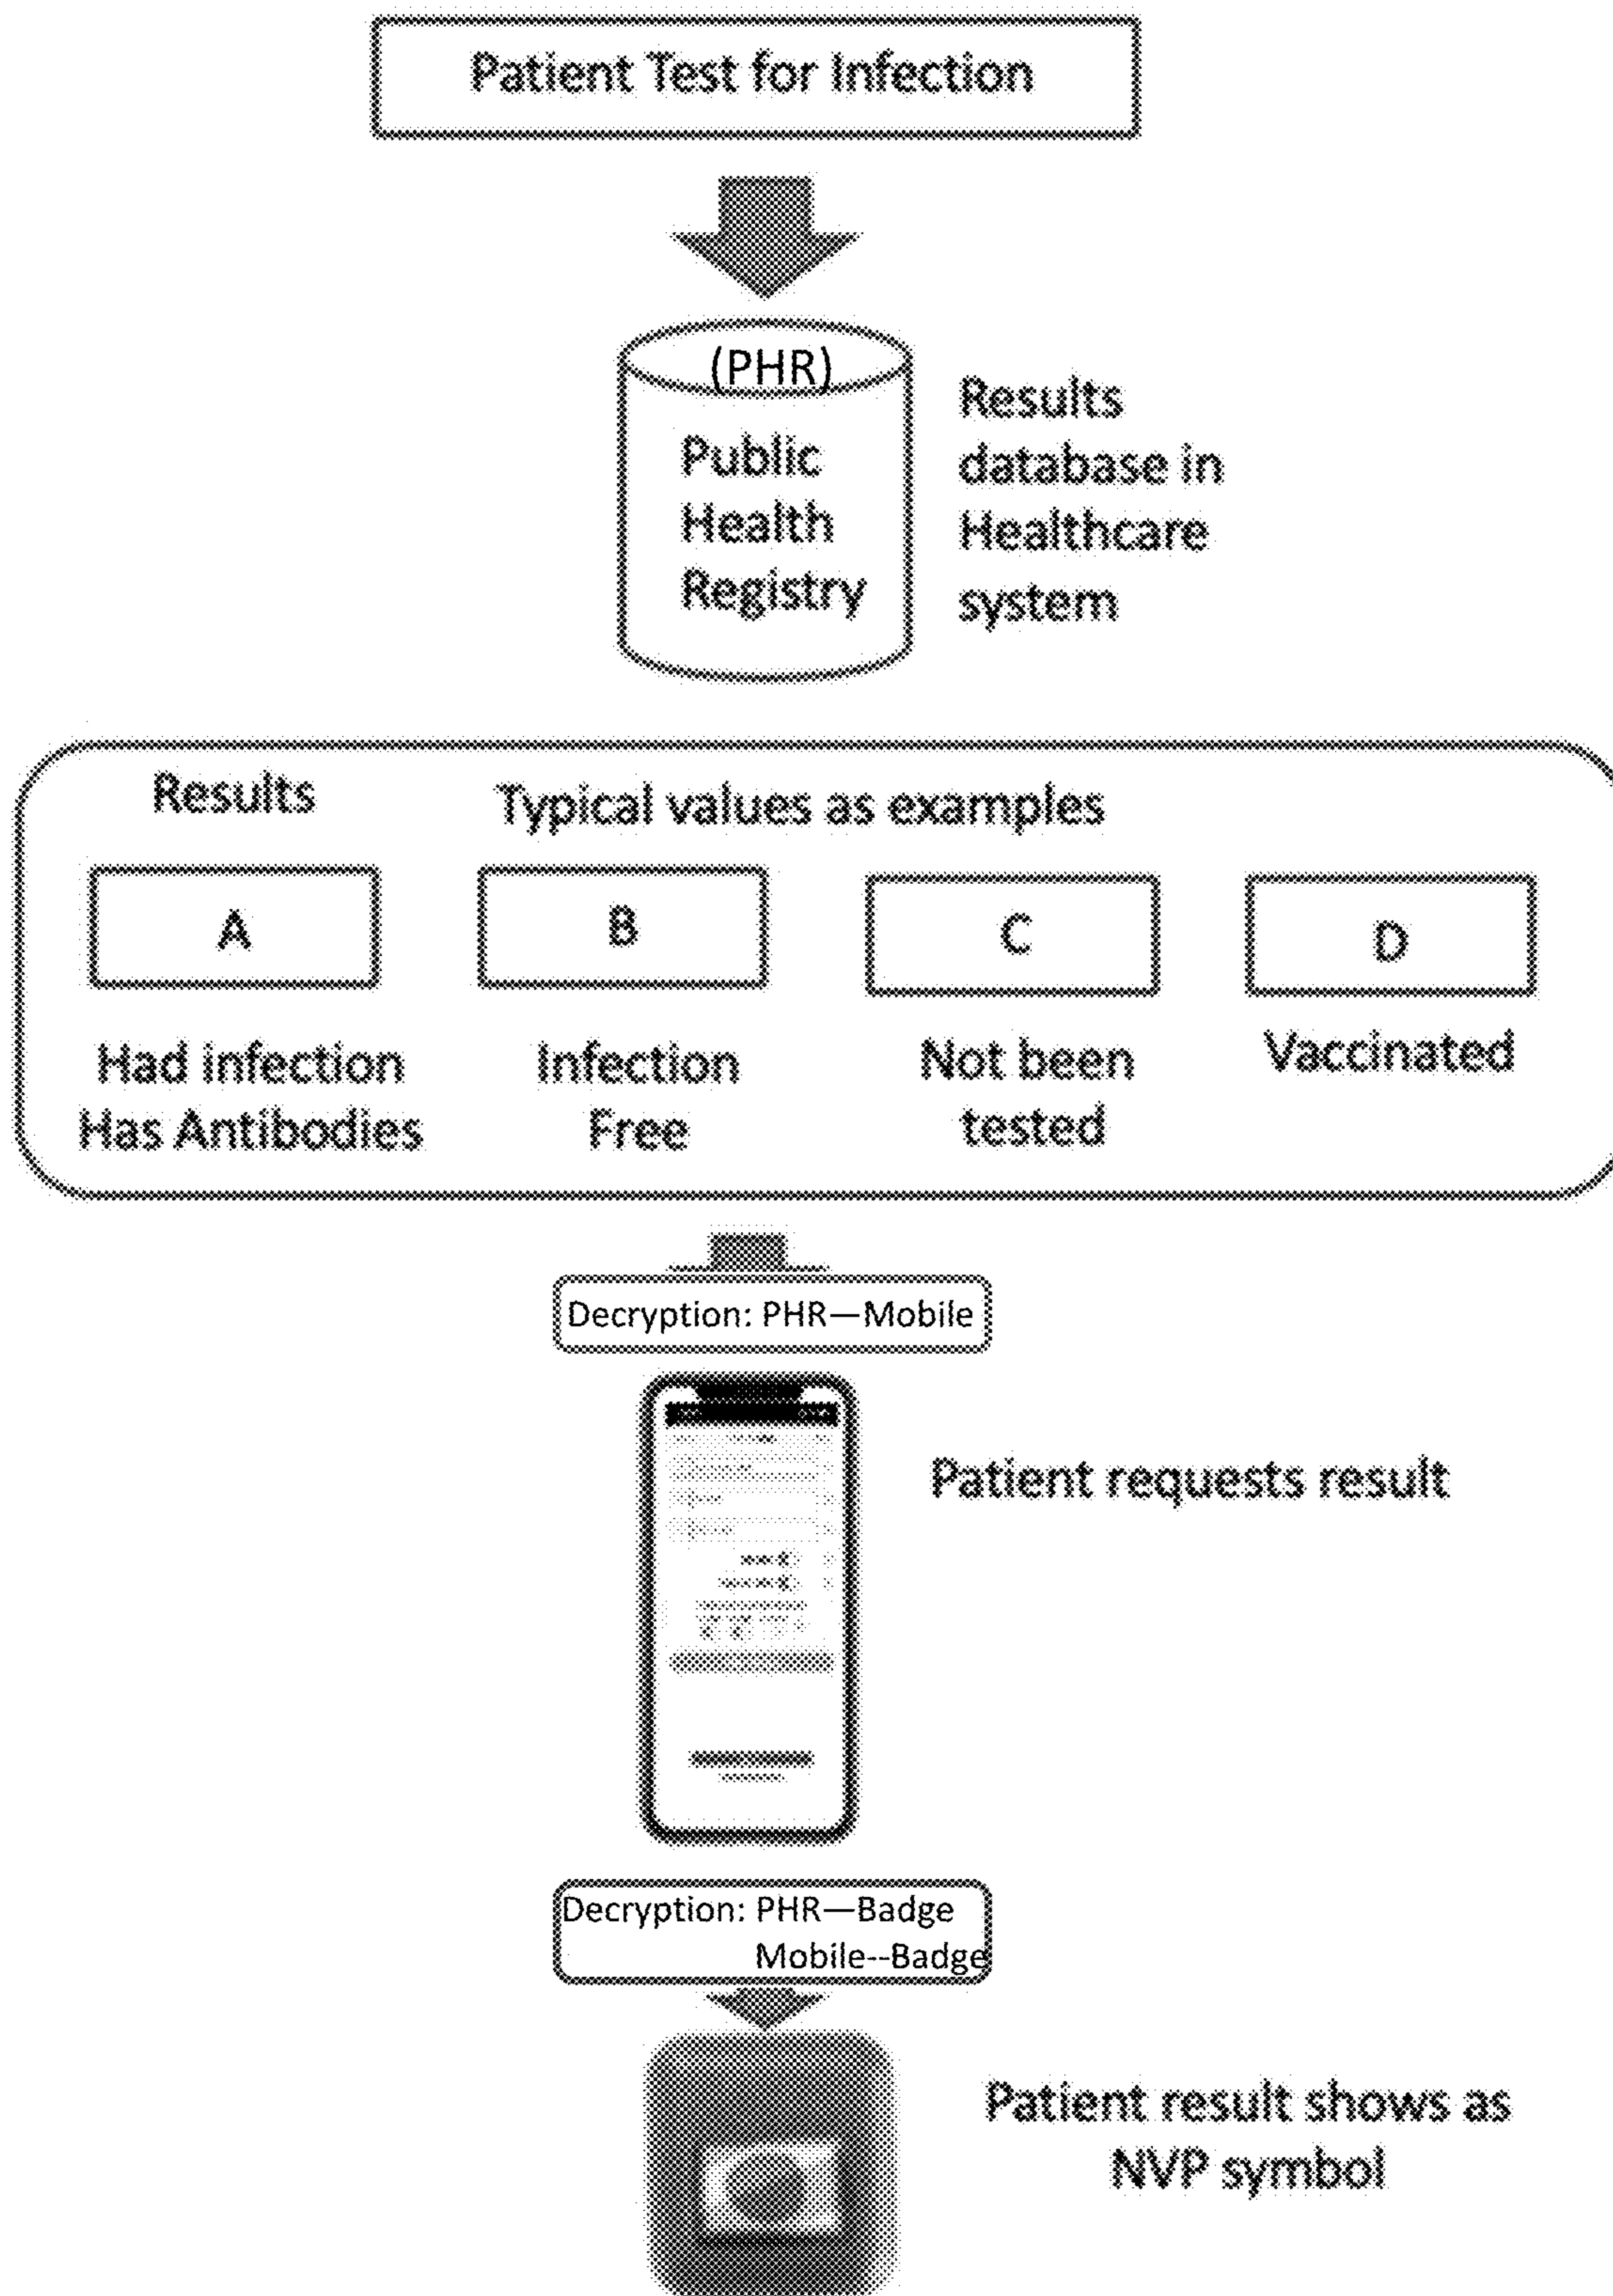 Patient Test for Infection
(PHR)
Public
Health
Registry
Results
database in
Healthcare
system
Results
Typical values as examples
A
B
C
D
Had infection
Has Antibodies
Infection
Free
Not been
tested
Vaccinated
Decryption: PHR—Mobile
Patient requests result
Decryption: PHR—Badge
Mobile--Badge
Patient result shows as
NVP symbol